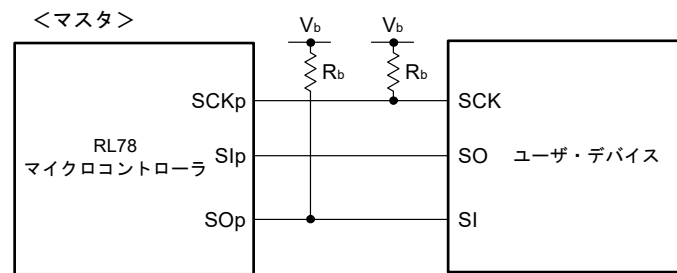 <マスタ>
Vb
Vb
Rb
Rb
SCKp
SCK
RL78
マイクロコントローラ
SIp
SO
ユーザ・デバイス
SOp
SI